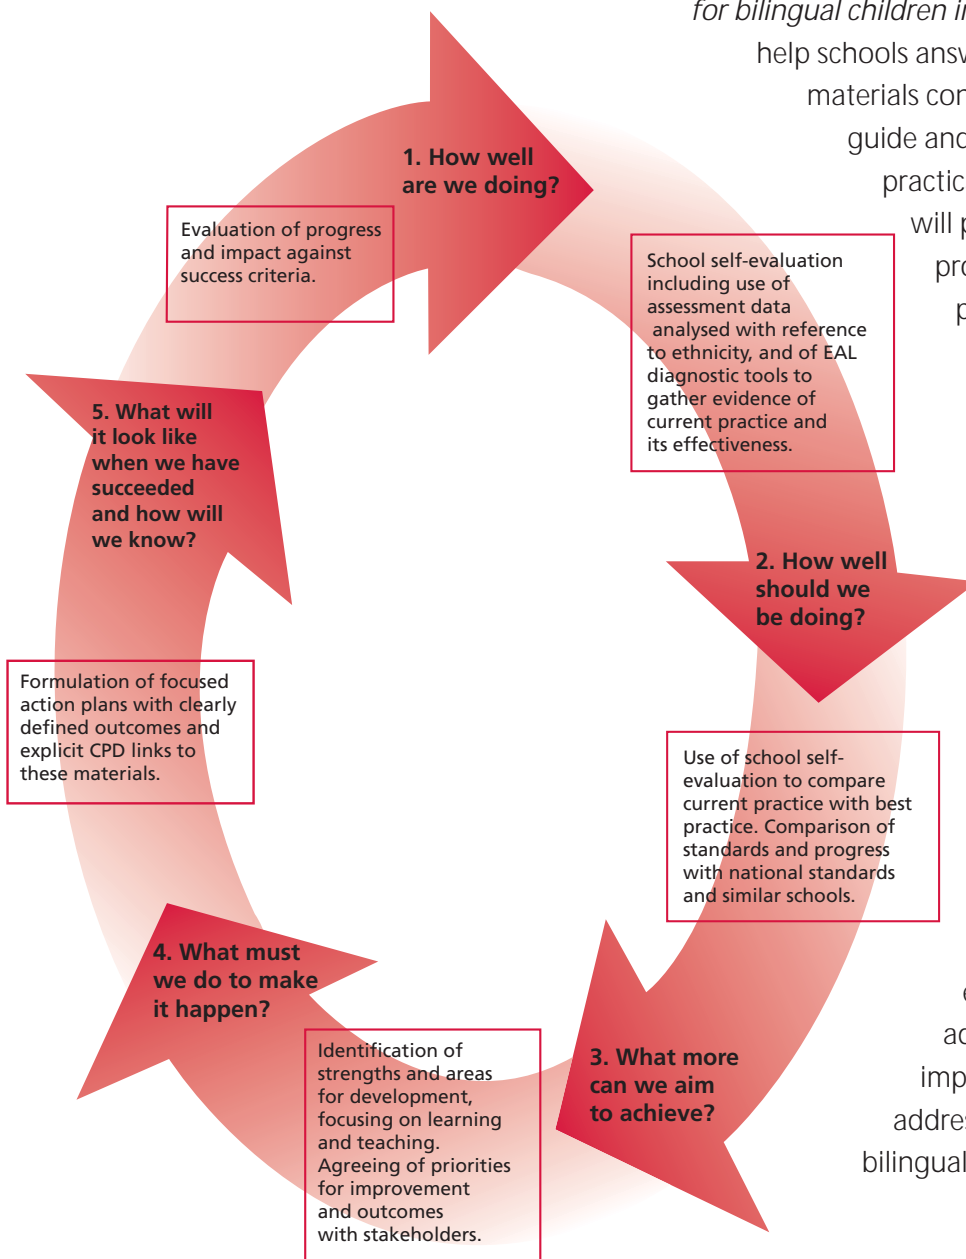 for bilingual children in
help schools answ
materials con
guide and
practic
will p
pro
p
1. How well
are we doing?
School self-evaluation
including use of
assessment data
analysed with reference
to ethnicity, and of EAL
diagnostic tools to
gather evidence of
current practice and
its effectiveness.
2. How well
should we
be doing?
Use of school self-
evaluation to compare
current practice with best
practice. Comparison of
standards and progress
with national standards
and similar schools.
3. What more
can we aim
to achieve?
Identification of
strengths and areas
for development,
focusing on learning
and teaching.
Agreeing of priorities
for improvement
and outcomes
with stakeholders.
4. What must
we do to make
it happen?
Formulation of focused
action plans with clearly
defined outcomes and
explicit CPD links to
these materials.
5. What will
it look like
when we have
succeeded
and how will
we know?
Evaluation of progress
and impact against
success criteria.
e
ac
imp
addres
bilingual